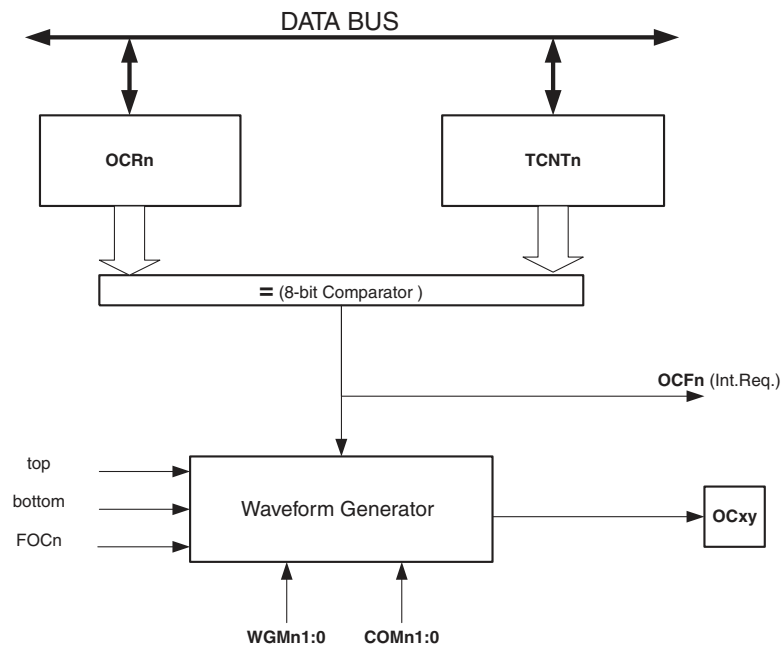 DATA BUS
OCRn
TCNTn
= (8-bit Comparator )
OCFn (Int.Req.)
top
bottom
FOCn
Waveform Generator
OCxy
WGMn1:0
COMn1:0